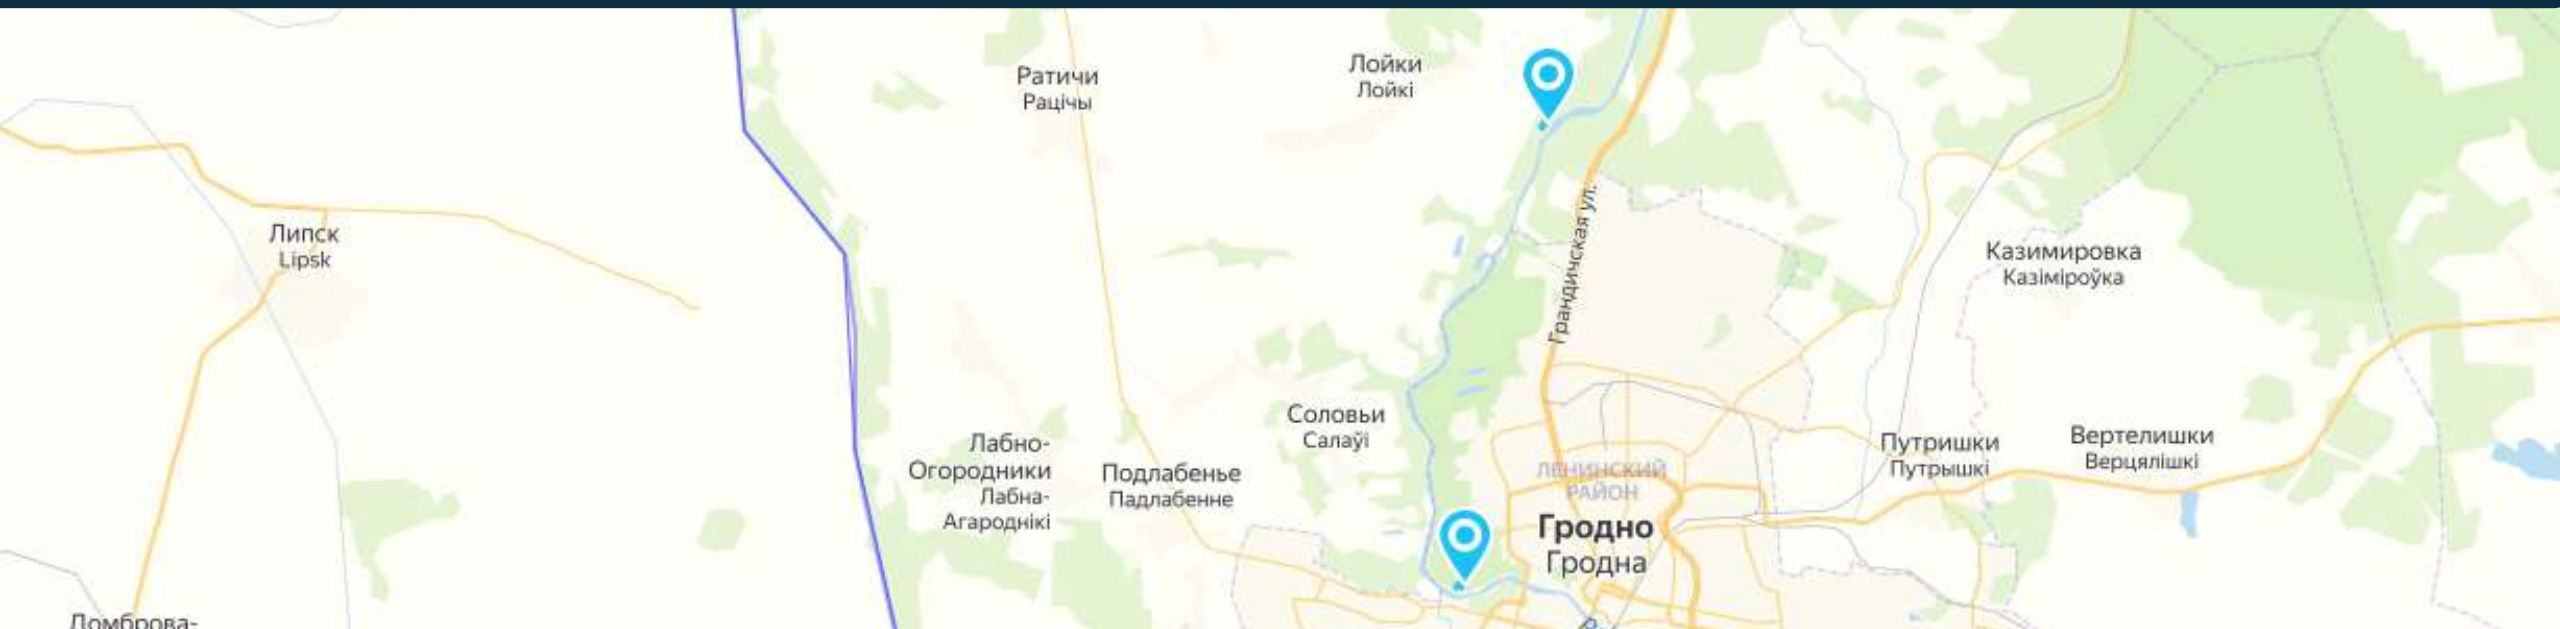 Ратичи
Рацічы
Лойки
Лойкі
Грандичская ул.
Липск
Lipsk
Казимировка
Казіміроўка
Соловьи
Салаўі
Лабно-
Огородники
Лабна-
Агароднікі
Подлабенье
Падлабенне
ЛЕНИНСКИЙ
РАЙОН
Гродно
Гродна
Путришки
Путрышкі
Вертелишки
Верцялішкі
Домброва-